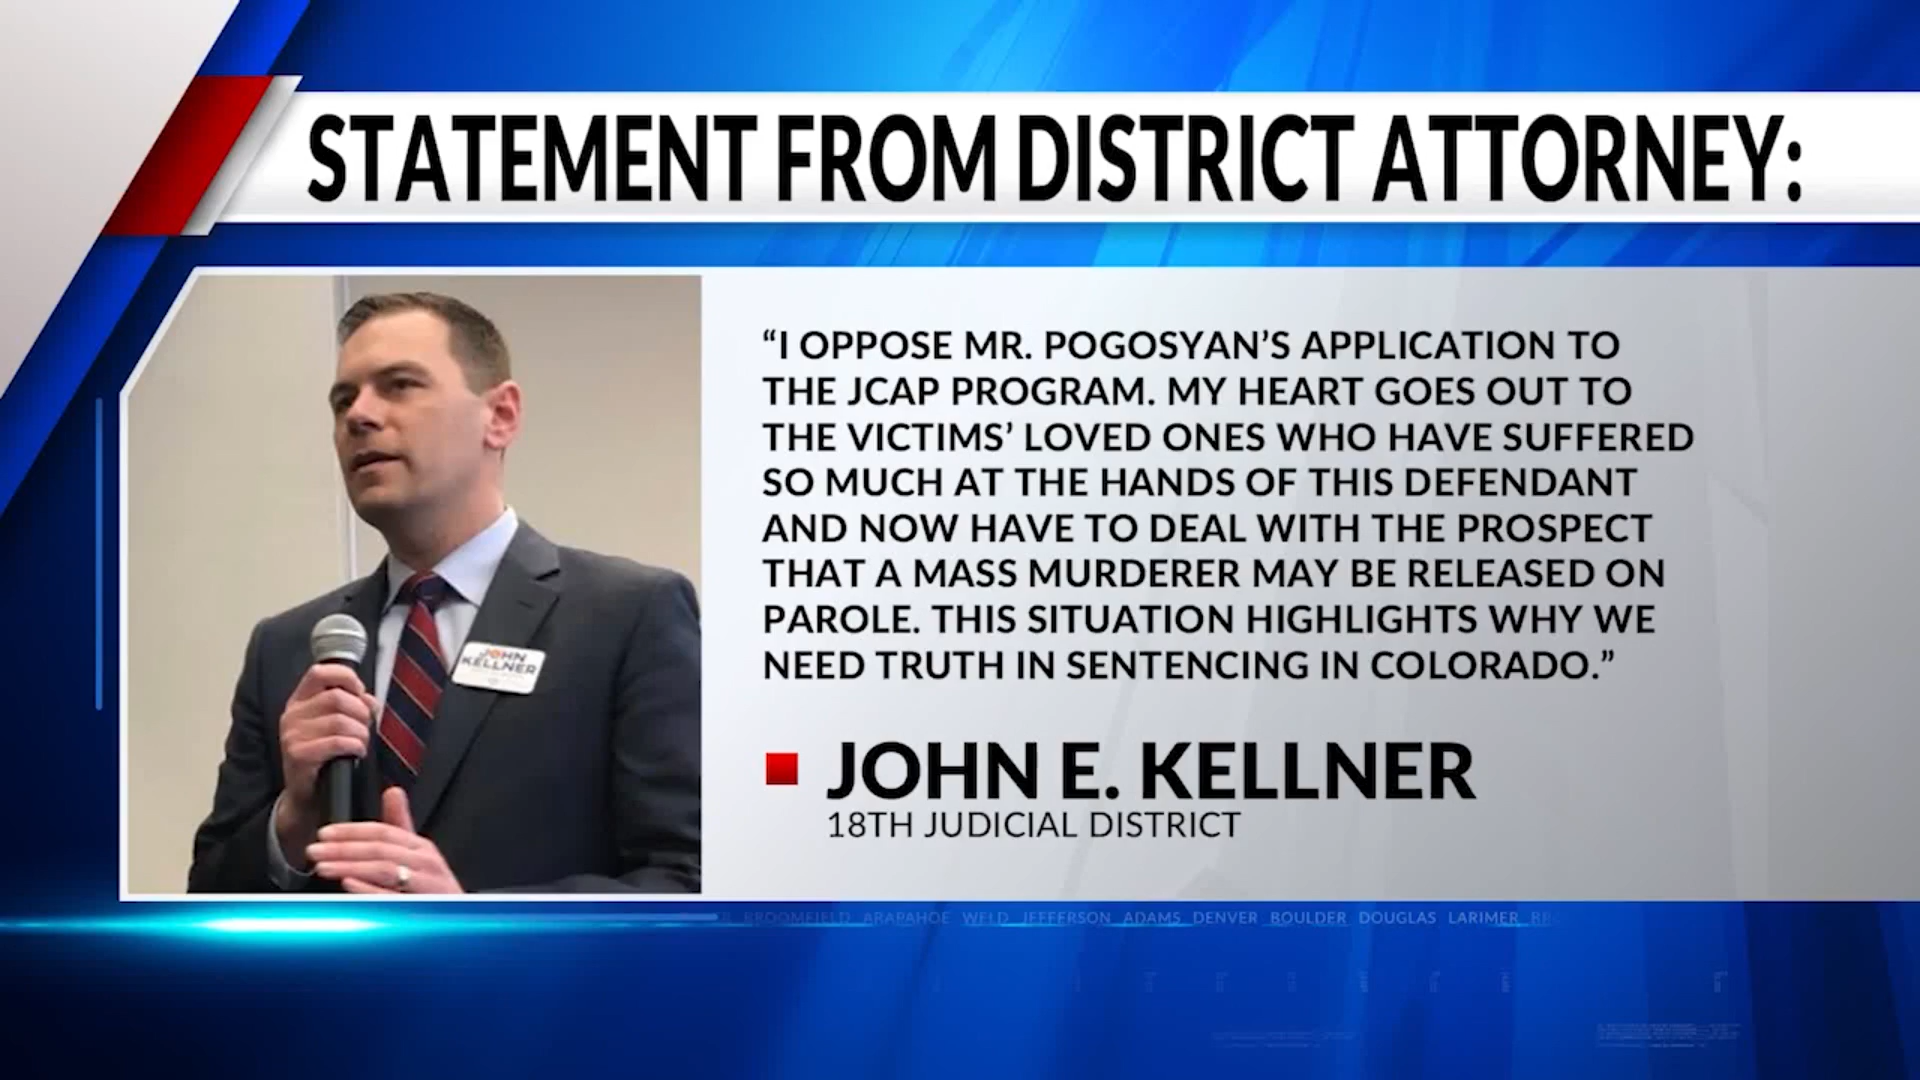 STATEMENT FROM DISTRICT ATTORNEY:
“I OPPOSE MR. POGOSYAN’S APPLICATION TO
THE JCAP PROGRAM. MY HEART GOES OUT TO
THE VICTIMS’ LOVED ONES WHO HAVE SUFFERED
SO MUCH AT THE HANDS OF THIS DEFENDANT
AND NOW HAVE TO DEAL WITH THE PROSPECT
THAT A MASS MURDERER MAY BE RELEASED ON
PAROLE. THIS SITUATION HIGHLIGHTS WHY WE
NEED TRUTH IN SENTENCING IN COLORADO.”
JOHN
KELLNER
JOHN E. KELLNER
18TH JUDICIAL DISTRICT
BROOMFIELD ARAPAHOE WELD JEFFERSON ADAMS DENVER BOULDER DOUGLAS LARIMER